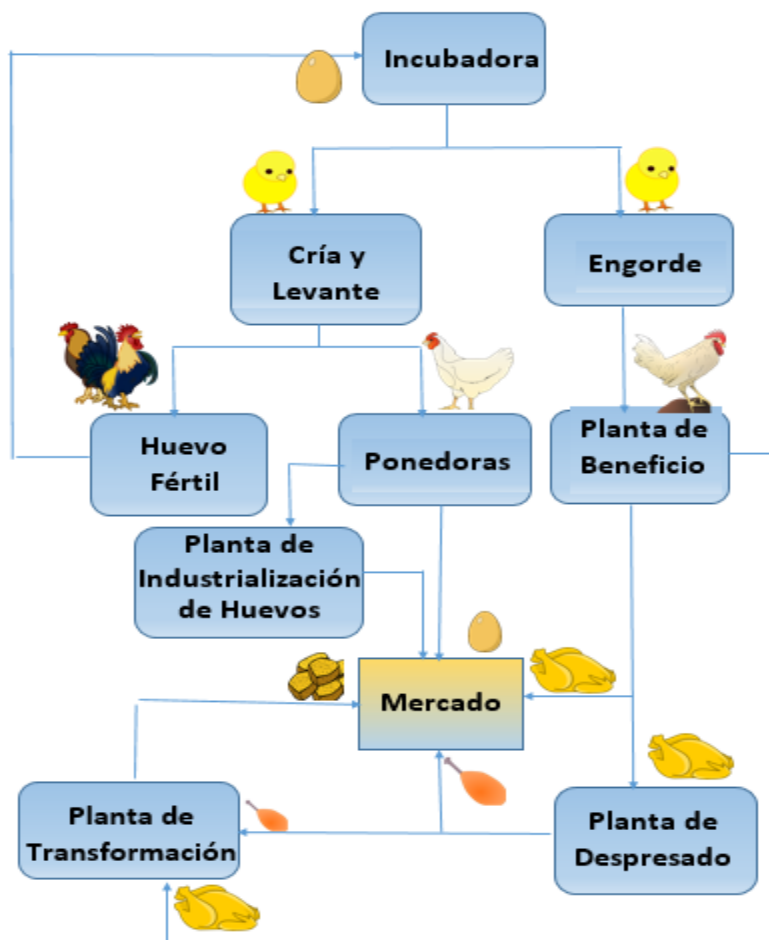 Incubadora
Cría y
Levante
Engorde
Huevo
Fértil
Ponedoras
Planta de
Beneficio
Planta de
Industrialización
de Huevos
Mercado
Planta de
Transformación
Planta de
Despresado